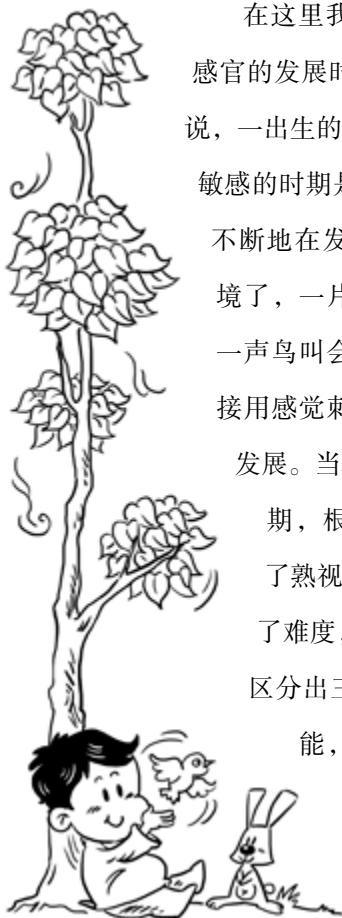 在这里我
感官的发展时
说，一出生的
敏感的时期是
不断地在发
境了，一片
一声鸟叫会
接用感觉刺
发展。当
期，根
了熟视
了难度，
区分出三
能，